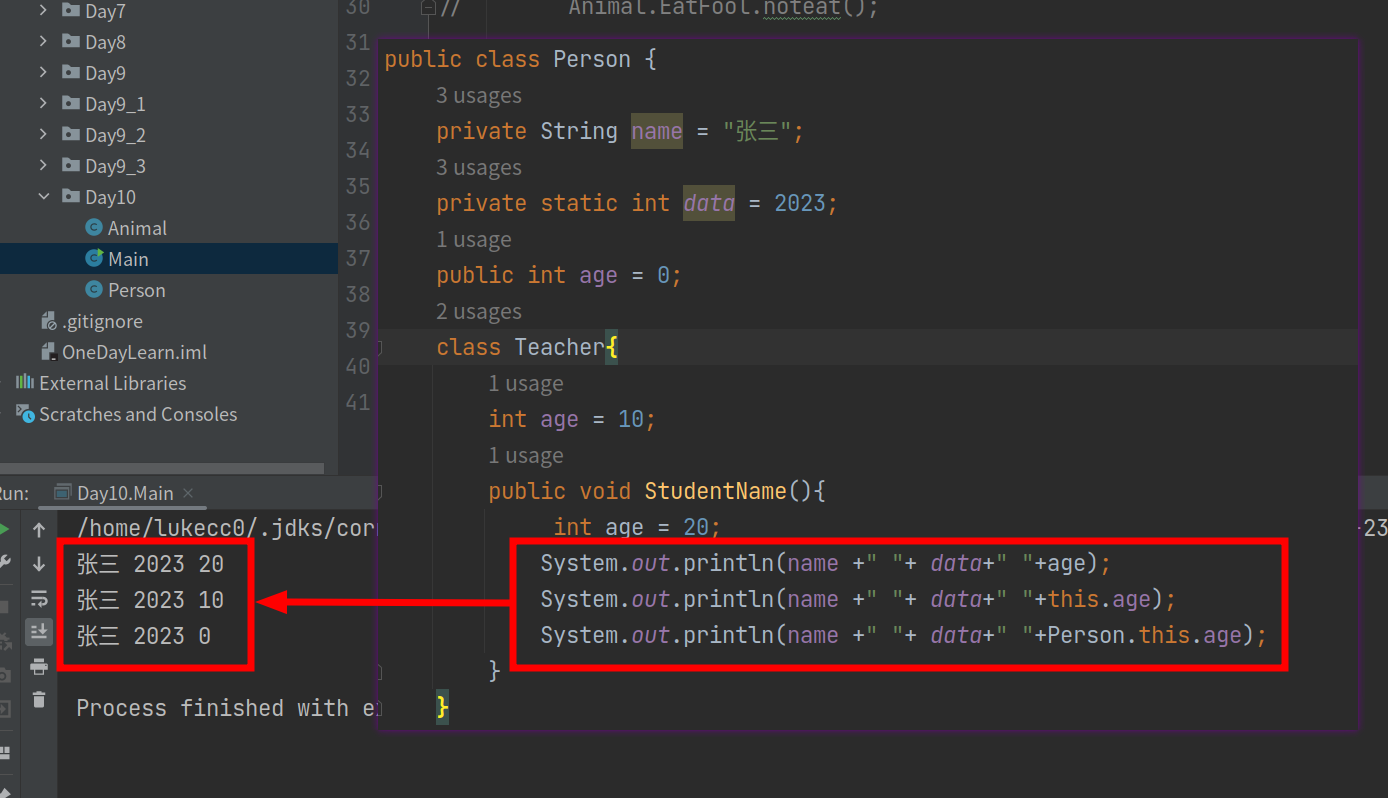 Day7
Day8
Day9
Day9_1
Day9_2
Day9_3
Day10
Animal
Main
Person
.gitignore
OneDayLearn.iml
External Libraries
Scratches and Consoles
30 // Animal.EatFool.noteat();
31
32
33
34
35
36
37
38
39
40
41
public class Person {
3 usages
private String name = "张三";
3 usages
private static int data = 2023;
1 usage
public int age = 0;
2 usages
class Teacher{
1 usage
int age = 10;
1 usage
public void StudentName(){
int age = 20;
System.out.println(name +" "+ data+" "+age);
System.out.println(name +" "+ data+" "+this.age);
System.out.println(name +" "+ data+" "+Person.this.age);
}
}
Run: Day10.Main
/home/lukecc0/.jdks/cor
张三 2023 20
张三 2023 10
张三 2023 0
Process finished with e
-23